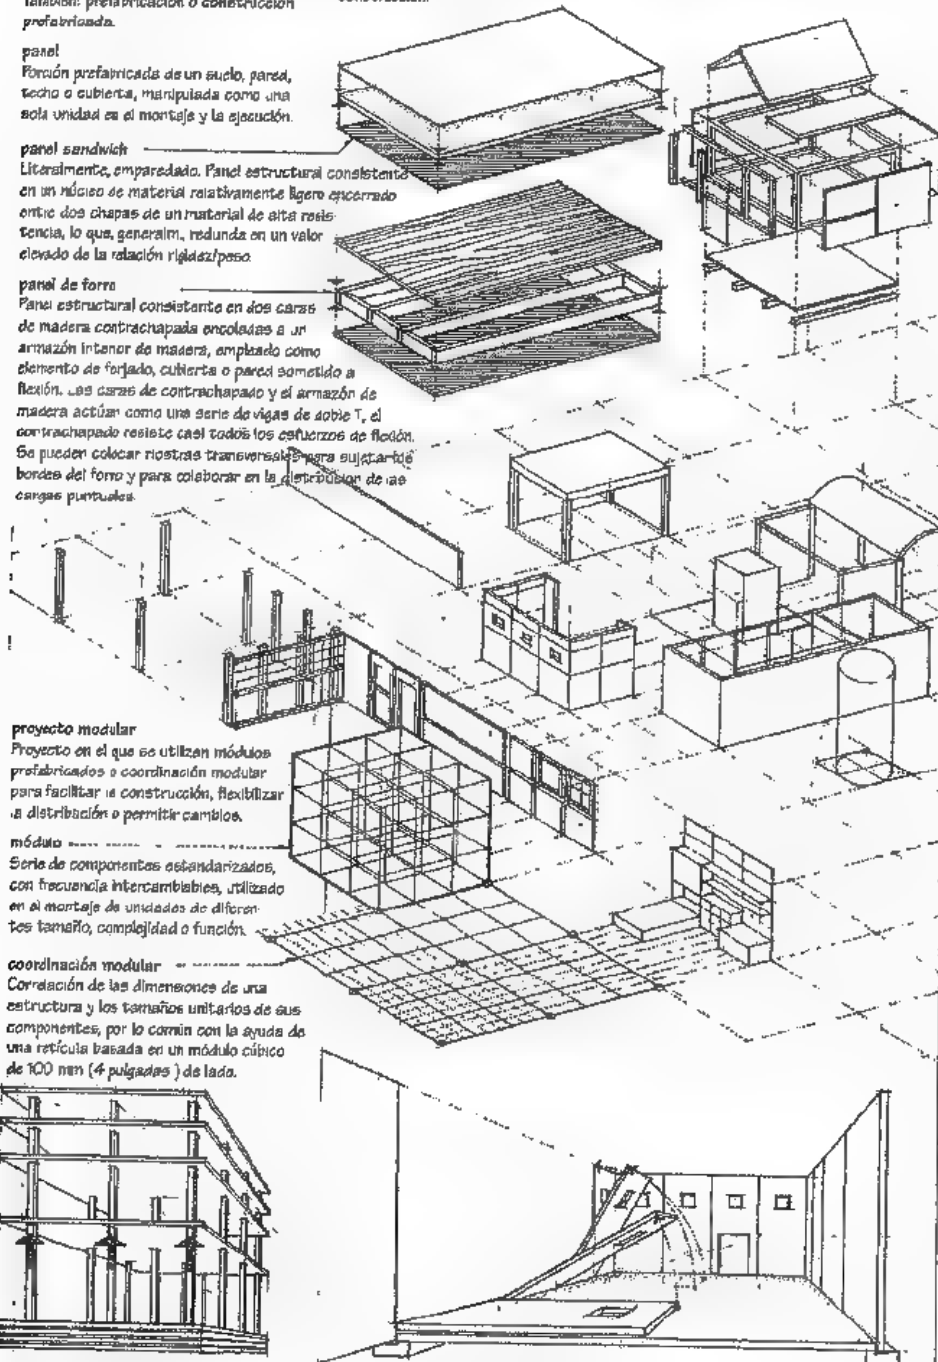 También: prefabricación o construcción
prefabricada.
construcción.
panel
Porción prefabricada de un suelo, pared,
techo o cubierta, manipulada como una
sola unidad en el montaje y la ejecución.
panel sandwich
Literalmente, emparedado. Panel estructural consistente
en un núcleo de material relativamente ligero encerrado
entre dos chapas de un material de alta resis-
tencia, lo que, generalm., redunda en un valor
elevado de la relación rigidez/peso.
panel de forro
Panel estructural consistente en dos caras
de madera contrachapada encoladas a un
armazón interior de madera, empleado como
elemento de forjado, cubierta o pared sometido a
flexión. Las caras de contrachapado y el armazón de
madera actúan como una serie de vigas de doble T, el
contrachapado resiste casi todos los esfuerzos de flexión.
Se pueden colocar riostras transversales para sujetar los
bordes del forro y para colaborar en la distribución de las
cargas puntuales.
proyecto modular
Proyecto en el que se utilizan módulos
prefabricados o coordinación modular
para facilitar la construcción, flexibilizar
la distribución o permitir cambios.
módulo
Serie de componentes estandarizados,
con frecuencia intercambiables, utilizado
en el montaje de unidades de diferen-
tes tamaño, complejidad o función.
coordinación modular
Correlación de las dimensiones de una
estructura y los tamaños unitarios de sus
componentes, por lo común con la ayuda de
una retícula basada en un módulo cúbico
de 100 mm (4 pulgadas) de lado.